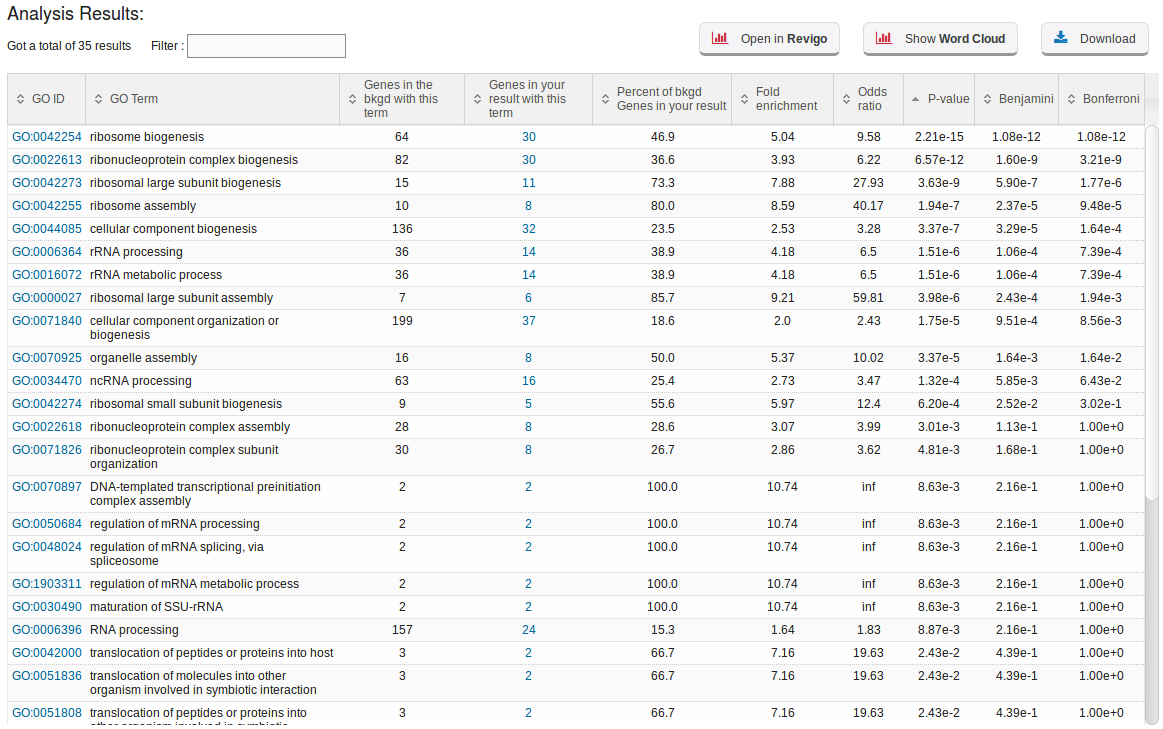 Analysis Results:
Got a total of 35 results Filter :
Open in Revigo Show Word Cloud Download
GO ID GO Term Genes in the bkgd with this term Genes in your result with this term Percent of bkgd Genes in your result Fold enrichment Odds ratio P-value Benjamini Bonferroni
GO:0042254 ribosome biogenesis 64 30 46.9 5.04 9.58 2.21e-15 1.08e-12 1.08e-12
GO:0022613 ribonucleoprotein complex biogenesis 82 30 36.6 3.93 6.22 6.57e-12 1.60e-9 3.21e-9
GO:0042273 ribosomal large subunit biogenesis 15 11 73.3 7.88 27.93 3.63e-9 5.90e-7 1.77e-6
GO:0042255 ribosome assembly 10 8 80.0 8.59 40.17 1.94e-7 2.37e-5 9.48e-5
GO:0044085 cellular component biogenesis 136 32 23.5 2.53 3.28 3.37e-7 3.29e-5 1.64e-4
GO:0006364 rRNA processing 36 14 38.9 4.18 6.5 1.51e-6 1.06e-4 7.39e-4
GO:0016072 rRNA metabolic process 36 14 38.9 4.18 6.5 1.51e-6 1.06e-4 7.39e-4
GO:0000027 ribosomal large subunit assembly 7 6 85.7 9.21 59.81 3.98e-6 2.43e-4 1.94e-3
GO:0071840 cellular component organization or 199 37 18.6 2.0 2.43 1.75e-5 9.51e-4 8.56e-3
biogenesis
GO:0070925 organelle assembly 16 8 50.0 5.37 10.02 3.37e-5 1.64e-3 1.64e-2
GO:0034470 ncRNA processing 63 16 25.4 2.73 3.47 1.32e-4 5.85e-3 6.43e-2
GO:0042274 ribosomal small subunit biogenesis 9 5 55.6 5.97 12.4 6.20e-4 2.52e-2 3.02e-1
GO:0022618 ribonucleoprotein complex assembly 28 8 28.6 3.07 3.99 3.01e-3 1.13e-1 1.00e+0
GO:0071826 ribonucleoprotein complex subunit 30 8 26.7 2.86 3.62 4.81e-3 1.68e-1 1.00e+0
organization
GO:0070897 DNA-templated transcriptional preinitiation 2 2 100.0 10.74 inf 8.63e-3 2.16e-1 1.00e+0
complex assembly
GO:0050684 regulation of mRNA processing 2 2 100.0 10.74 inf 8.63e-3 2.16e-1 1.00e+0
GO:0048024 regulation of mRNA splicing, via 2 2 100.0 10.74 inf 8.63e-3 2.16e-1 1.00e+0
spliceosome
GO:1903311 regulation of mRNA metabolic process 2 2 100.0 10.74 inf 8.63e-3 2.16e-1 1.00e+0
GO:0030490 maturation of SSU-rRNA 2 2 100.0 10.74 inf 8.63e-3 2.16e-1 1.00e+0
GO:0006396 RNA processing 157 24 15.3 1.64 1.83 8.87e-3 2.16e-1 1.00e+0
GO:0042000 translocation of peptides or proteins into host 3 2 66.7 7.16 19.63 2.43e-2 4.39e-1 1.00e+0
GO:0051836 translocation of molecules into other 3 2 66.7 7.16 19.63 2.43e-2 4.39e-1 1.00e+0
organism involved in symbiotic interaction
GO:0051808 translocation of peptides or proteins into 3 2 66.7 7.16 19.63 2.43e-2 4.39e-1 1.00e+0
other organism involved in symbiotic